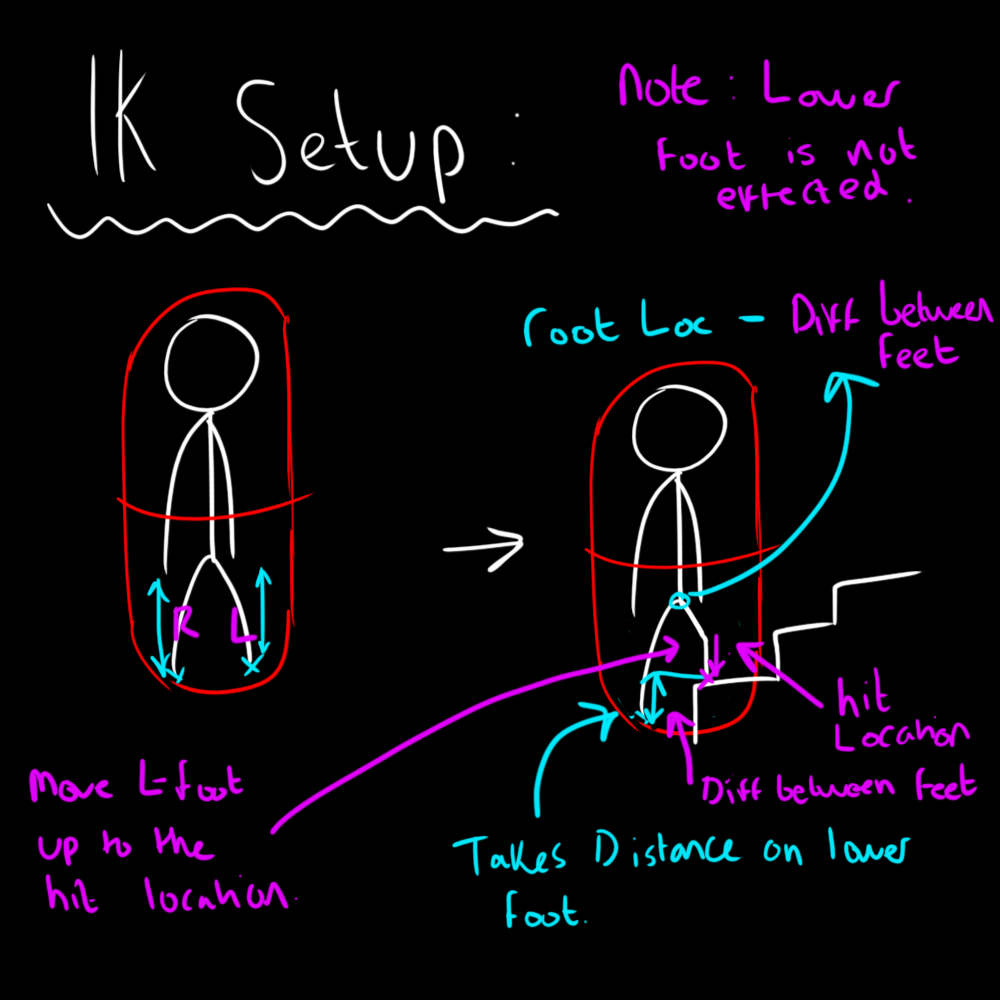 IK Setup :
Note : Lower
Foot is not
effected .
root Loc - Diff between
feet
R L
hit
Location
Diff between feet
Move L-foot
up to the
hit location.
Takes Distance on lower
foot.